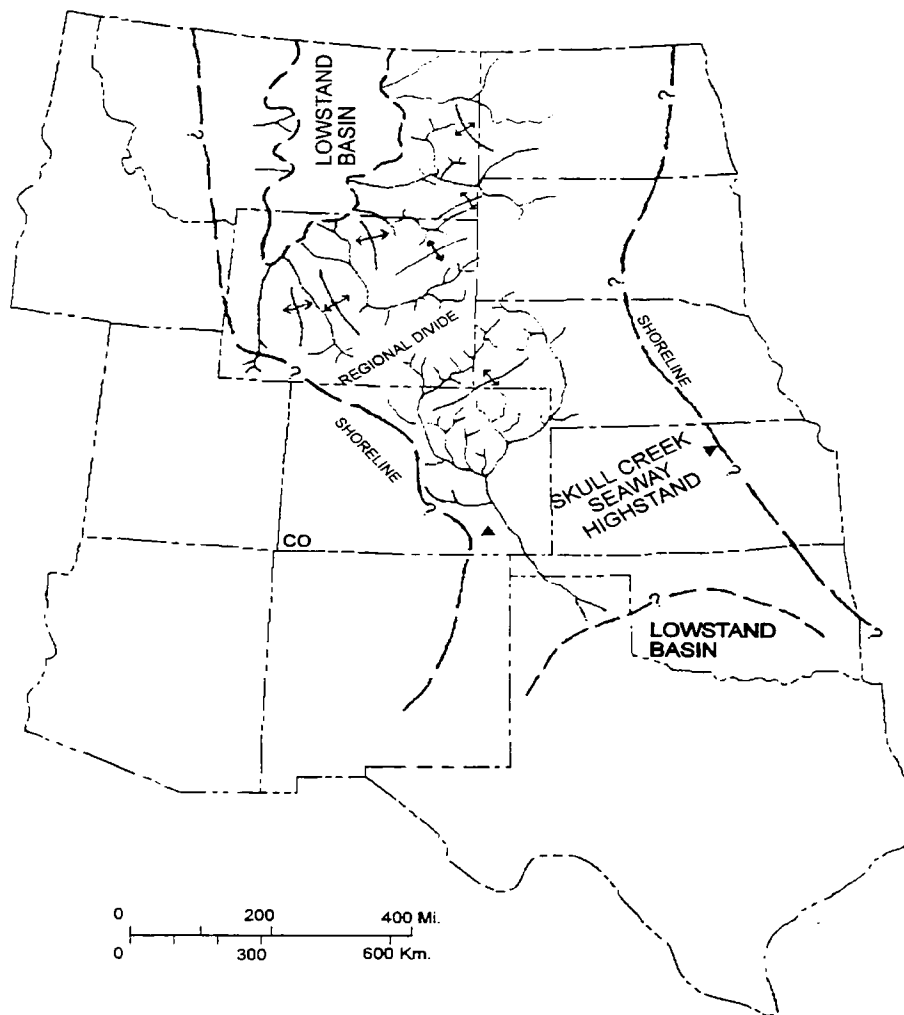 LOWSTAND
BASIN
?
?
?
REGIONAL DIVIDE
?
SHORELINE
?
SHORELINE
?
SKULL CREEK
SEAWAY
HIGHSTAND
?
CO
?
LOWSTAND
BASIN
?
0 200 400 Mi.
0 300 600 Km.